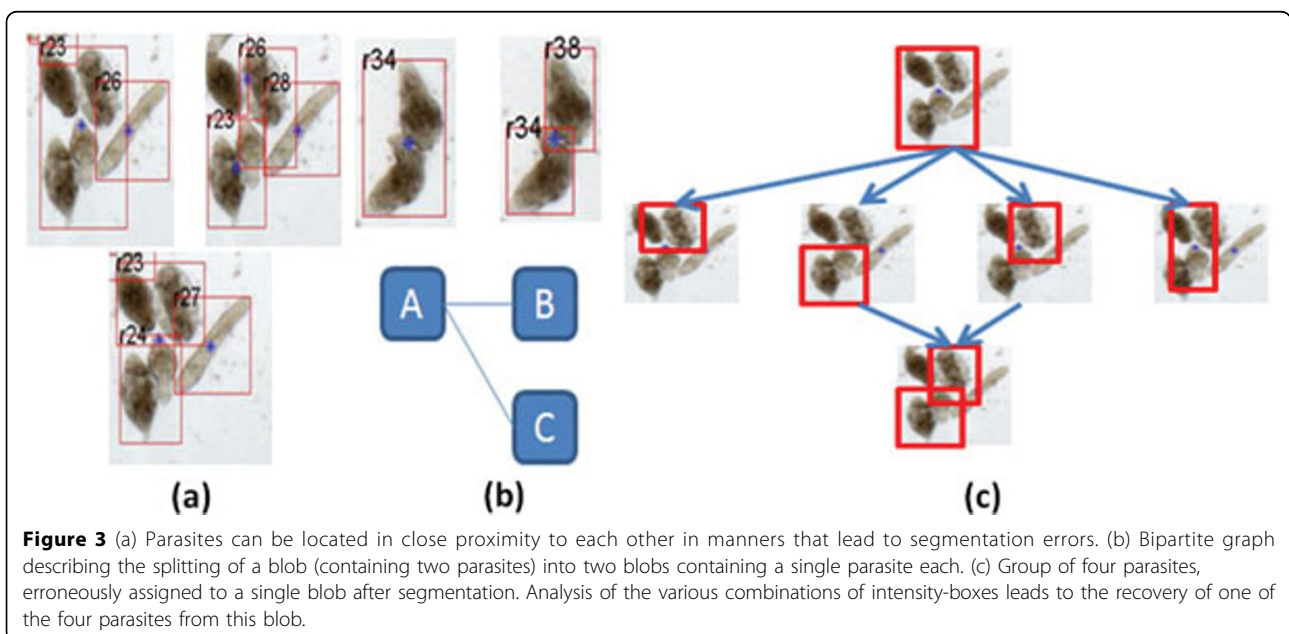 r23
r26
r26
r28
r23
r34
r38
r34
r23
r27
r24
A
B
C
(a)
(b)
(c)
Figure 3 (a) Parasites can be located in close proximity to each other in manners that lead to segmentation errors. (b) Bipartite graph
describing the splitting of a blob (containing two parasites) into two blobs containing a single parasite each. (c) Group of four parasites,
erroneously assigned to a single blob after segmentation. Analysis of the various combinations of intensity-boxes leads to the recovery of one of
the four parasites from this blob.